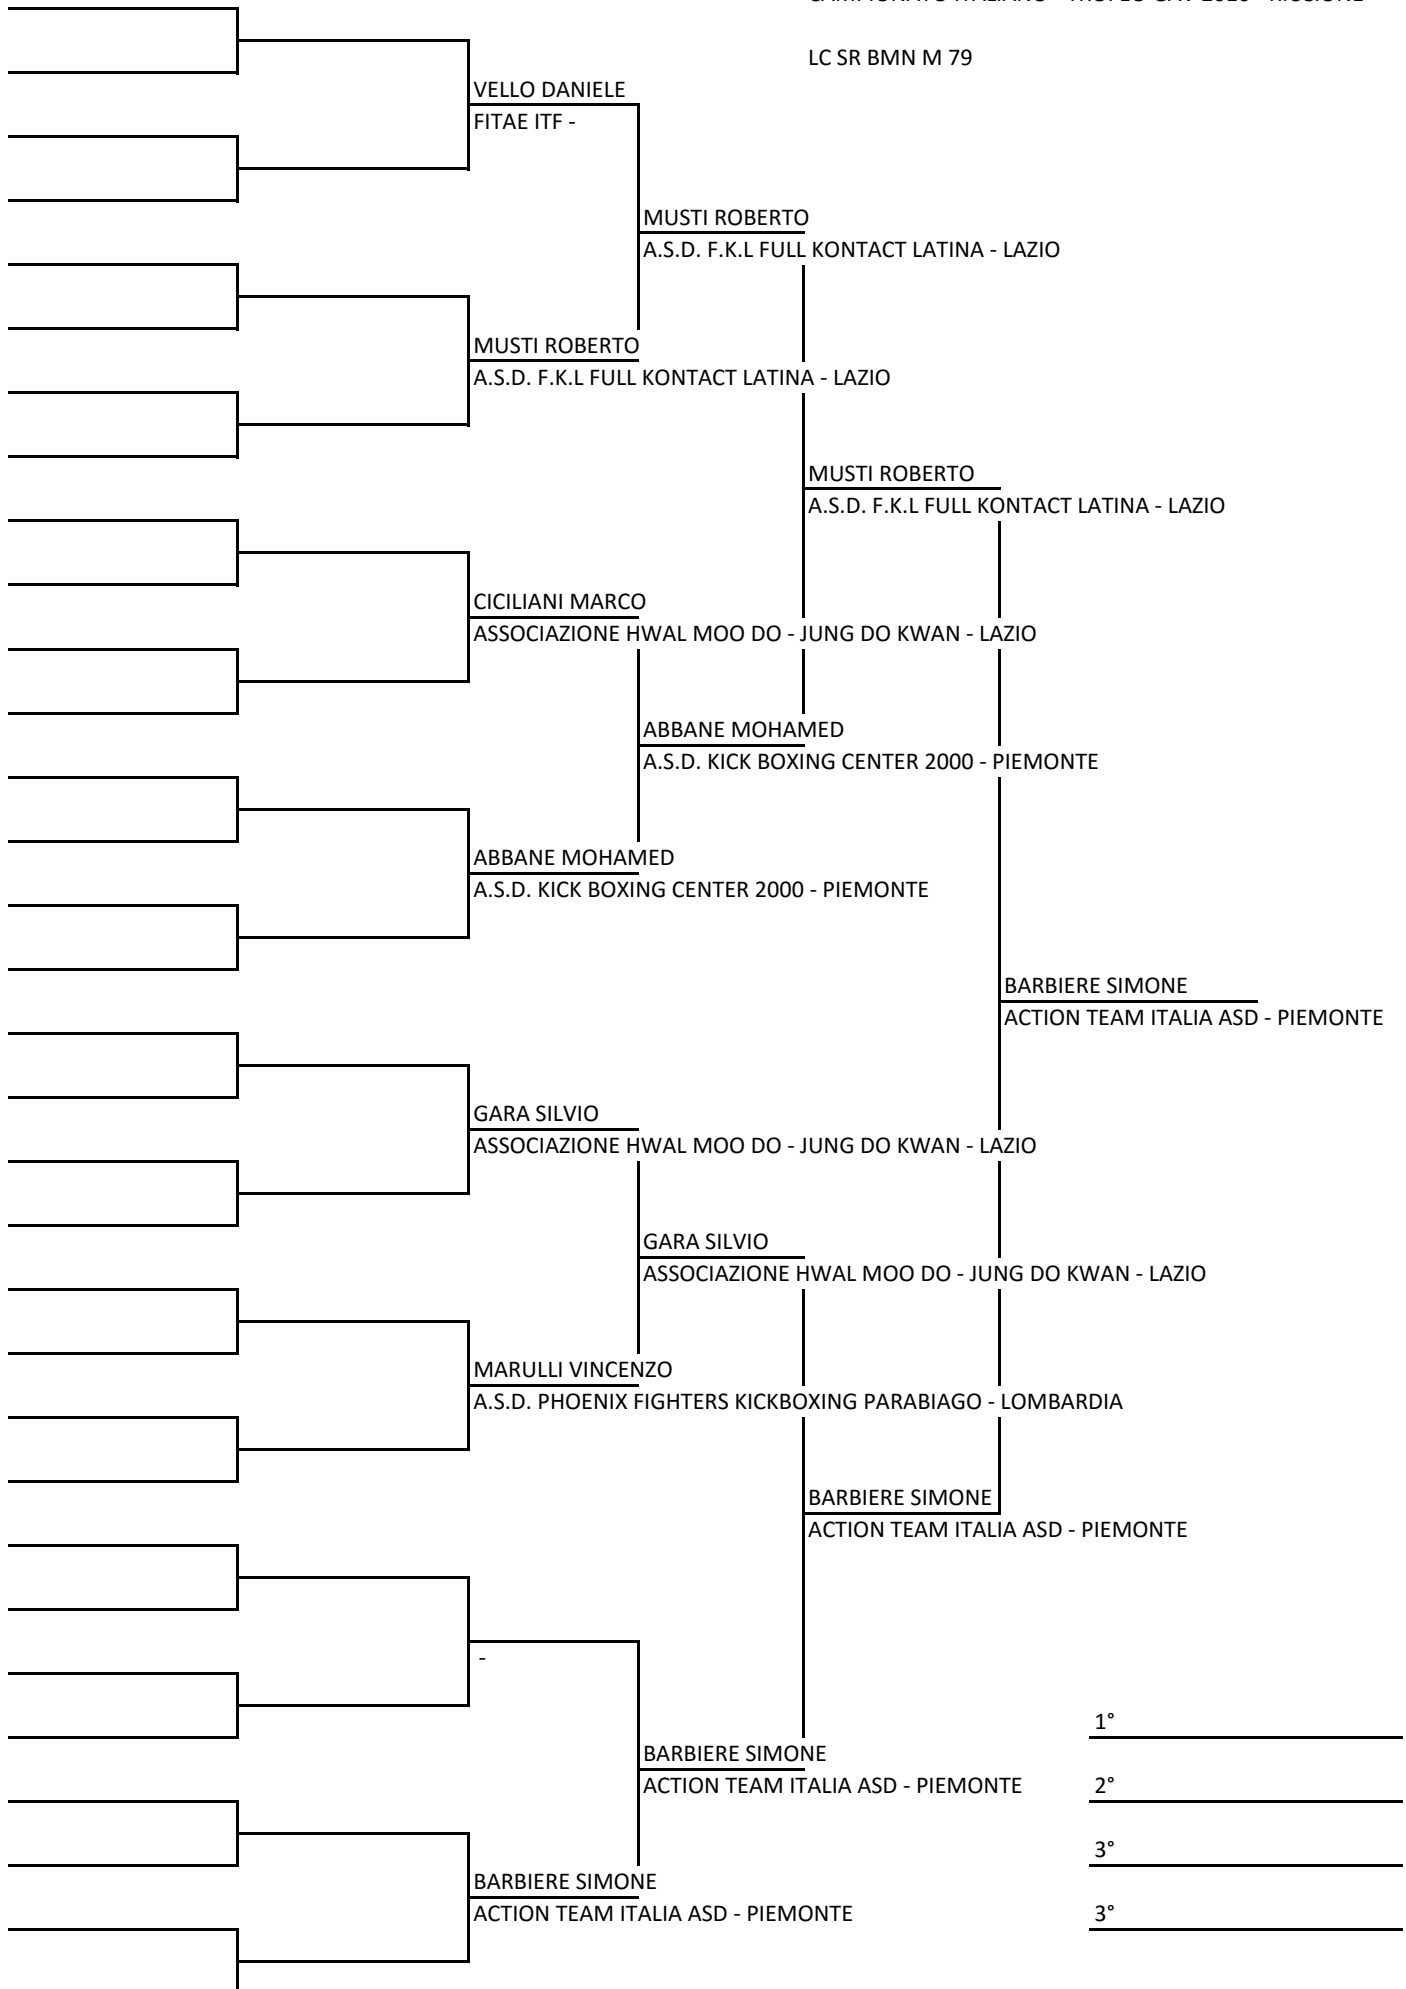 LC SR BMN M 79
VELLO DANIELE
FITAE ITF -
MUSTI ROBERTO
A.S.D. F.K.L FULL KONTACT LATINA - LAZIO
MUSTI ROBERTO
A.S.D. F.K.L FULL KONTACT LATINA - LAZIO
MUSTI ROBERTO
A.S.D. F.K.L FULL KONTACT LATINA - LAZIO
CICILIANI MARCO
ASSOCIAZIONE HWAL MOO DO - JUNG DO KWAN - LAZIO
ABBANE MOHAMED
A.S.D. KICK BOXING CENTER 2000 - PIEMONTE
ABBANE MOHAMED
A.S.D. KICK BOXING CENTER 2000 - PIEMONTE
BARBIERE SIMONE
ACTION TEAM ITALIA ASD - PIEMONTE
GARA SILVIO
ASSOCIAZIONE HWAL MOO DO - JUNG DO KWAN - LAZIO
GARA SILVIO
ASSOCIAZIONE HWAL MOO DO - JUNG DO KWAN - LAZIO
MARULLI VINCENZO
A.S.D. PHOENIX FIGHTERS KICKBOXING PARABIAGO - LOMBARDIA
BARBIERE SIMONE
ACTION TEAM ITALIA ASD - PIEMONTE
-
1°
BARBIERE SIMONE
ACTION TEAM ITALIA ASD - PIEMONTE
2°
3°
BARBIERE SIMONE
ACTION TEAM ITALIA ASD - PIEMONTE
3°